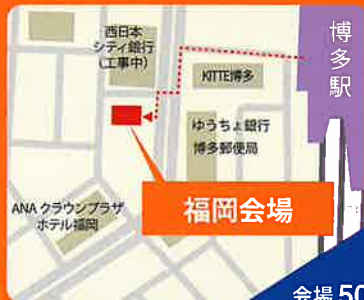 西日本
シティ銀行
(工事中)
KITTE博多
博多駅
ゆうちょ銀行
博多郵便局
福岡会場
ANA クラウンプラザ
ホテル福岡
会場 50